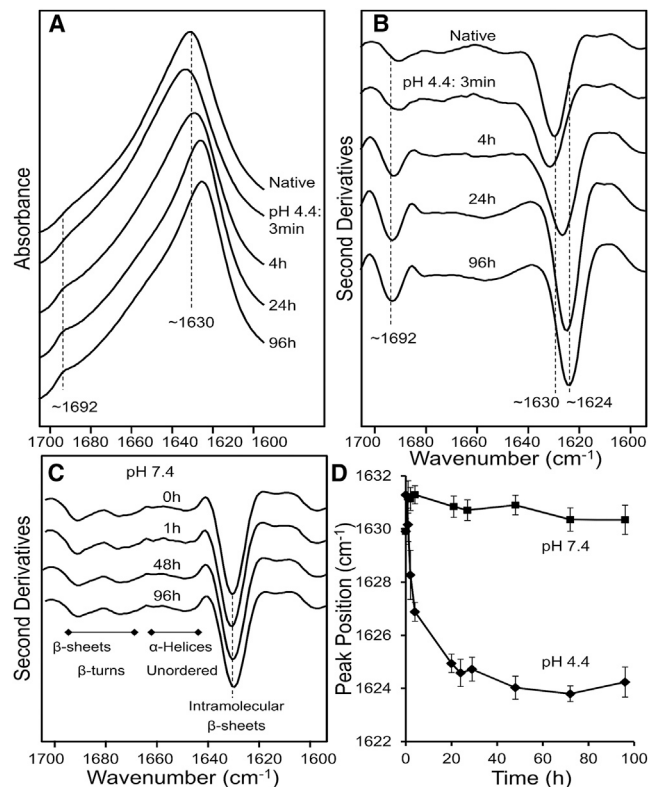 A
Absorbance
Native
pH 4.4:
3min
4h
24h
96h
~1630
~1692
1700 1680 1660 1640 1620 1600
B
Second Derivatives
Native
pH 4.4: 3min
4h
24h
96h
~1692
~1630 ~1624
1700 1680 1660 1640 1620 1600
Wavenumber (cm-1)
C
pH 7.4
Second Derivatives
0h
1h
48h
96h
β-sheets
β-turns
α-Helices
Unordered
Intramolecular
β-sheets
1700 1680 1660 1640 1620 1600
Wavenumber (cm-1)
D
Peak Position (cm-1)
1632
1630
1628
1626
1624
1622
pH 7.4
pH 4.4
0 20 40 60 80 100
Time (h)